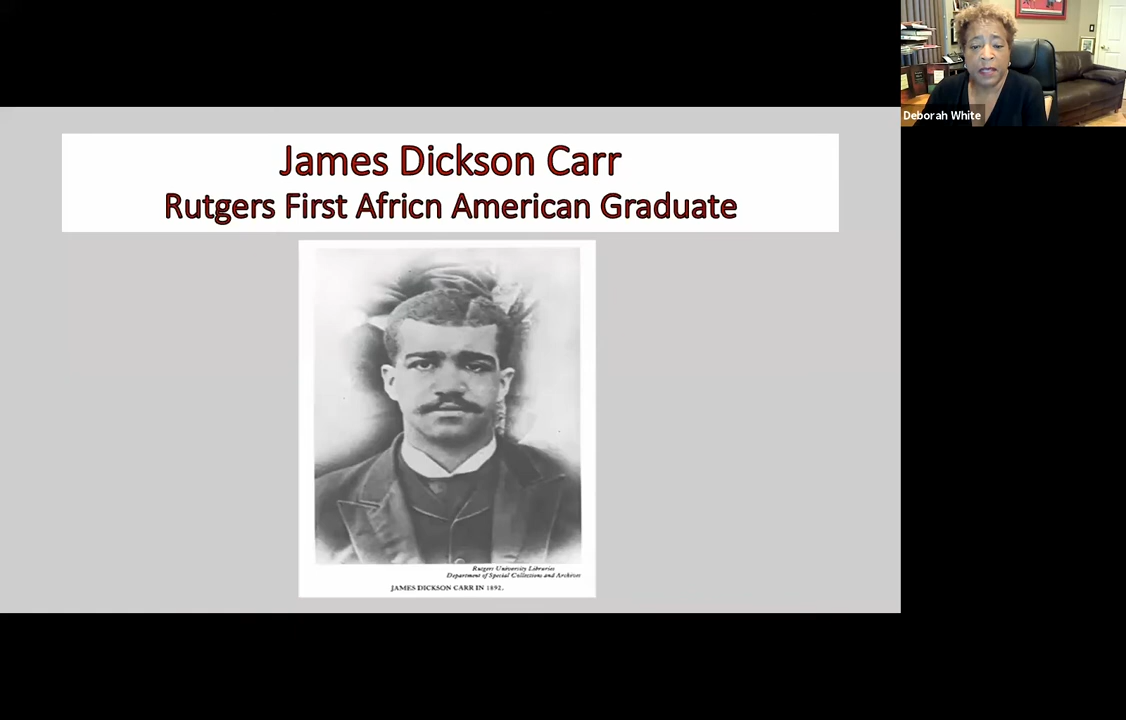 Deborah White
James Dickson Carr
Rutgers First Africn American Graduate
Rutgers University Libraries
Department of Special Collections and Archives
JAMES DICKSON CARR IN 1892.